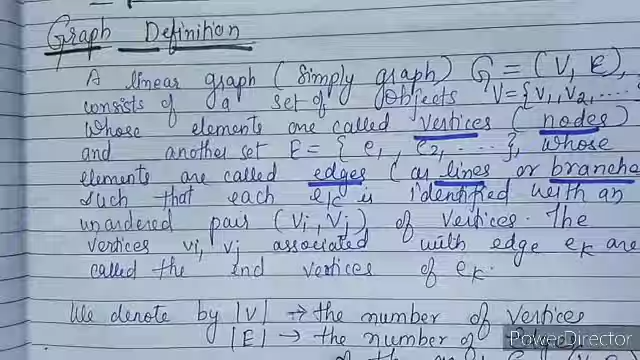 Graph Definition
A linear graph (simply graph) G = (V, E),
consists of a set of Objects V={v1,v2,.....
whose elements are called vertices (nodes)
and another set E = { e1, e2, .....}, whose
elements are called edges (or lines or branche
such that each ek is identified with an
unordered pair (vi, vj) of vertices. The
vertices vi, vj associated with edge ek are
called the end vertices of ek.
We denote by |V| → the number of vertices
|E| → the number of Edges
PowerDirector